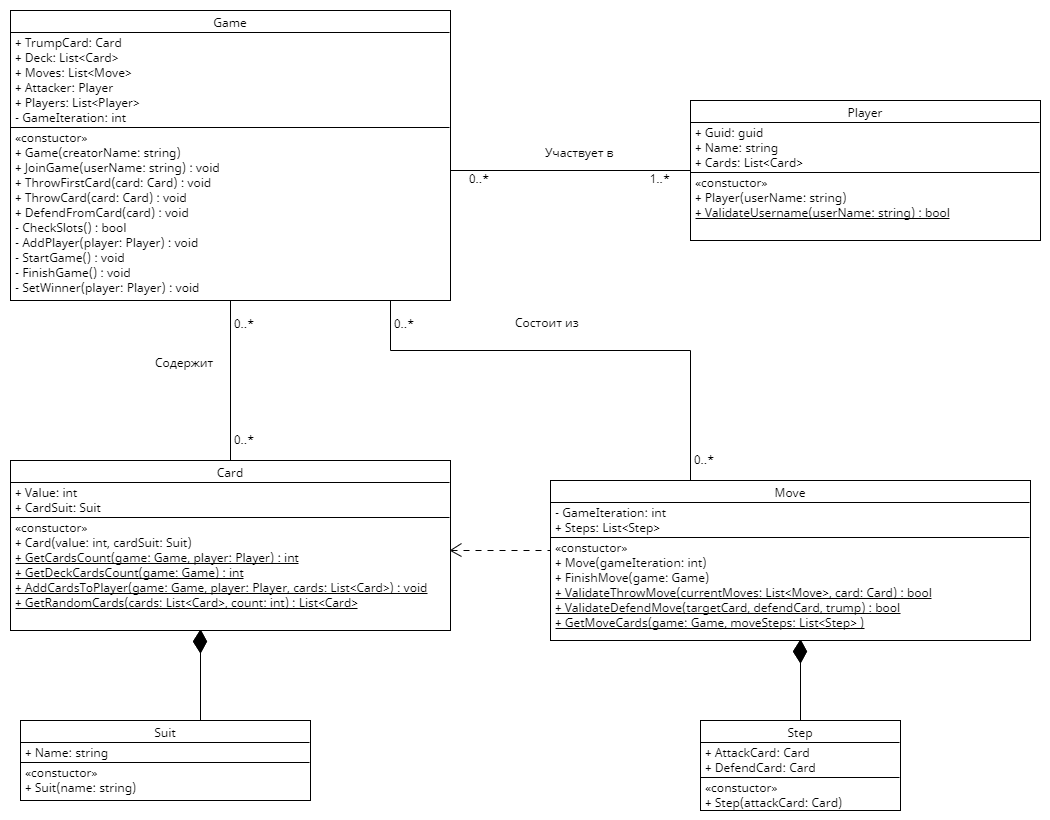 Game
+ TrumpCard: Card
+ Deck: List<Card>
+ Moves: List<Move>
+ Attacker: Player
+ Players: List<Player>
- GameIteration: int
«constuctor»
+ Game(creatorName: string)
+ JoinGame(userName: string) : void
+ ThrowFirstCard(card: Card) : void
+ ThrowCard(card: Card) : void
+ DefendFromCard(card) : void
- CheckSlots() : bool
- AddPlayer(player: Player) : void
- StartGame() : void
- FinishGame() : void
- SetWinner(player: Player) : void
Участвует в
0..*
1..*
Player
+ Guid: guid
+ Name: string
+ Cards: List<Card>
«constuctor»
+ Player(userName: string)
+ ValidateUsername(userName: string) : bool
0..*
Содержит
0..*
0..*
Состоит из
0..*
Card
+ Value: int
+ CardSuit: Suit
«constuctor»
+ Card(value: int, cardSuit: Suit)
+ GetCardsCount(game: Game, player: Player) : int
+ GetDeckCardsCount(game: Game) : int
+ AddCardsToPlayer(game: Game, player: Player, cards: List<Card>) : void
+ GetRandomCards(cards: List<Card>, count: int) : List<Card>
Move
- GameIteration: int
+ Steps: List<Step>
«constuctor»
+ Move(gameIteration: int)
+ FinishMove(game: Game)
+ ValidateThrowMove(currentMoves: List<Move>, card: Card) : bool
+ ValidateDefendMove(targetCard, defendCard, trump) : bool
+ GetMoveCards(game: Game, moveSteps: List<Step> )
Suit
+ Name: string
«constuctor»
+ Suit(name: string)
Step
+ AttackCard: Card
+ DefendCard: Card
«constuctor»
+ Step(attackCard: Card)